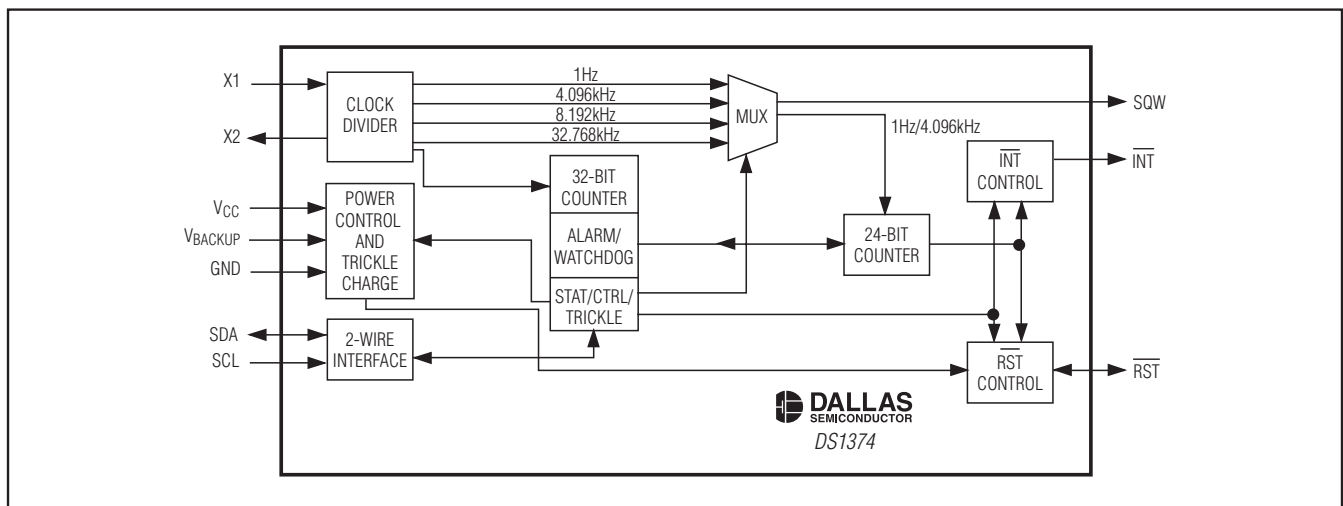 X1
X2
VCC
VBACKUP
GND
SDA
SCL
CLOCK
DIVIDER
1Hz
4.096kHz
8.192kHz
32.768kHz
MUX
SQW
1Hz/4.096kHz
INT
CONTROL
INT
POWER
CONTROL
AND
TRICKLE
CHARGE
32-BIT
COUNTER
ALARM/
WATCHDOG
STAT/CTRL/
TRICKLE
24-BIT
COUNTER
2-WIRE
INTERFACE
RST
CONTROL
RST
DALLAS
SEMICONDUCTOR
DS1374